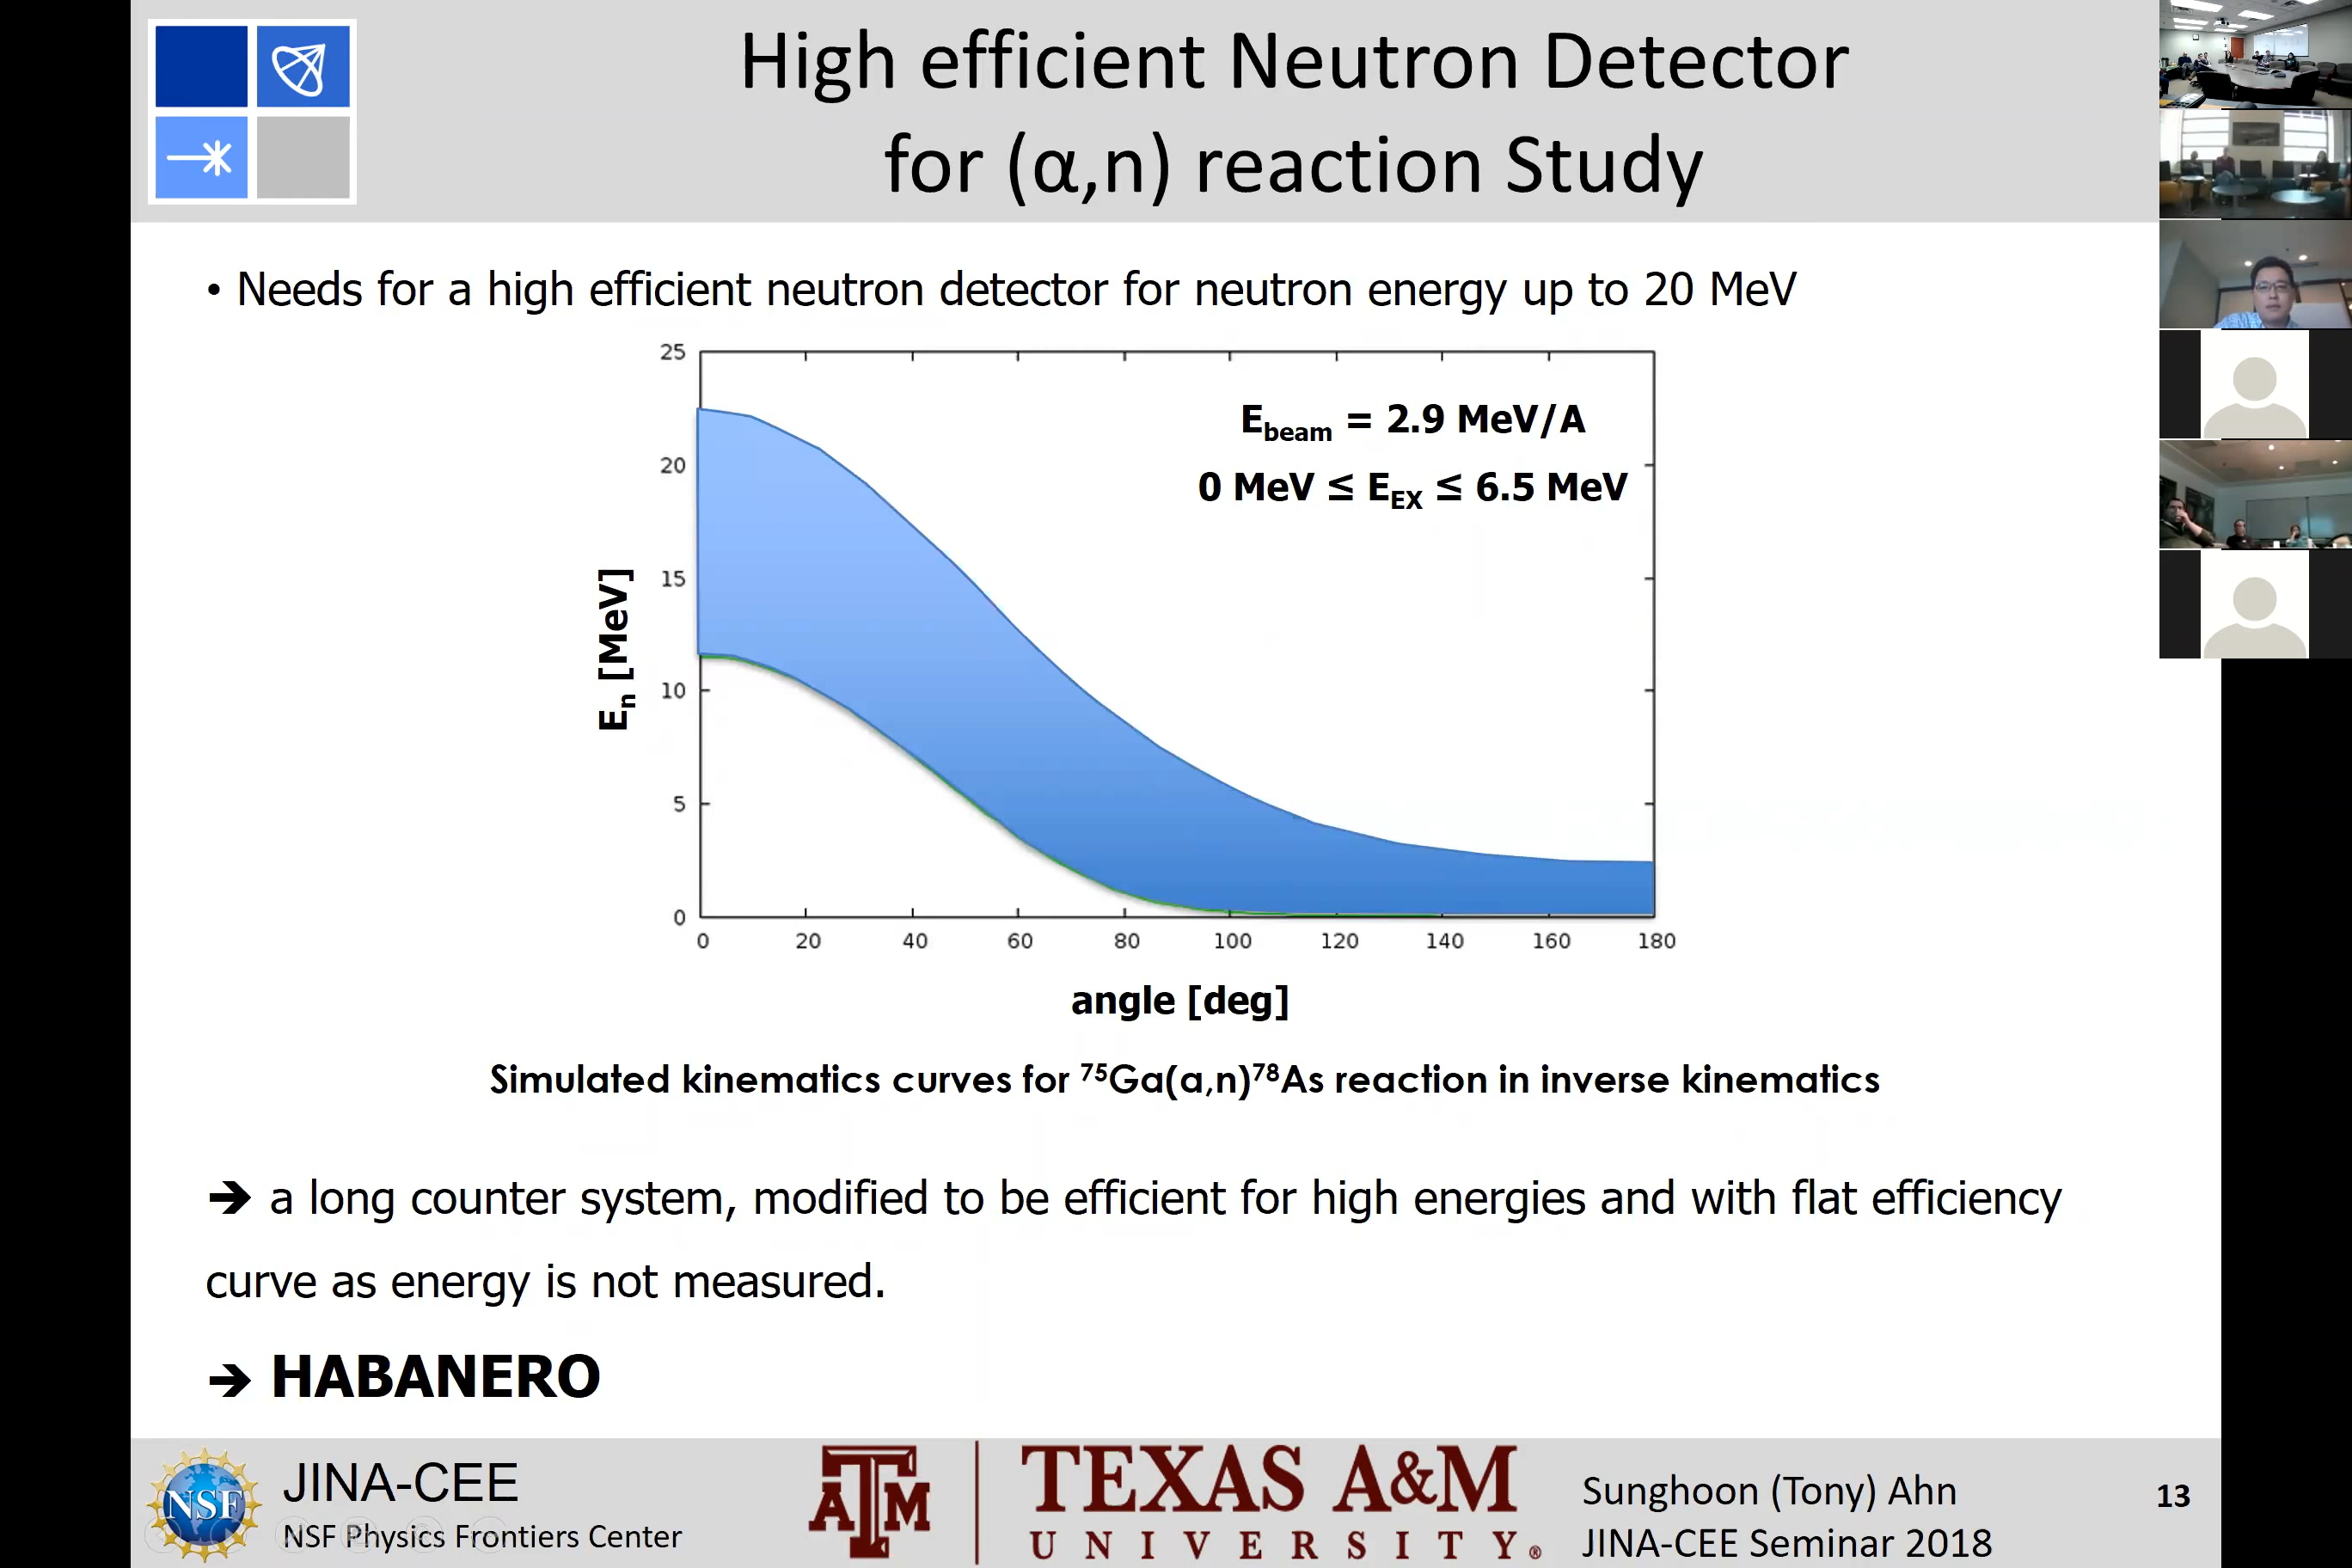 High efficient Neutron Detector
for (α,n) reaction Study
• Needs for a high efficient neutron detector for neutron energy up to 20 MeV
25
20
15
10
5
0
E_n [MeV]
E_beam = 2.9 MeV/A
0 MeV ≤ E_EX ≤ 6.5 MeV
0 20 40 60 80 100 120 140 160 180
angle [deg]
Simulated kinematics curves for ⁷⁵Ga(α,n)⁷⁸As reaction in inverse kinematics
➔ a long counter system, modified to be efficient for high energies and with flat efficiency
curve as energy is not measured.
➔ HABANERO
NSF
JINA-CEE
NSF Physics Frontiers Center
ATM
TEXAS A&M
UNIVERSITY®
Sunghoon (Tony) Ahn
JINA-CEE Seminar 2018
13